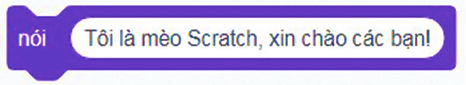 nói Tôi là mèo Scratch, xin chào các bạn!